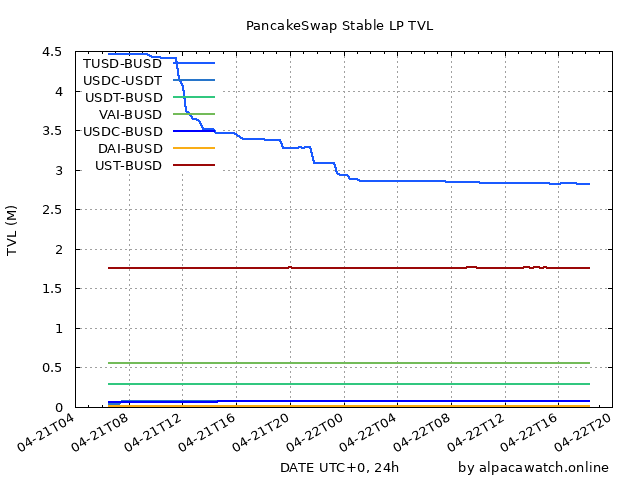 PancakeSwap Stable LP TVL
4.5
4
3.5
3
2.5
2
1.5
1
0.5
0
TVL (M)
TUSD-BUSD
USDC-USDT
USDT-BUSD
VAI-BUSD
USDC-BUSD
DAI-BUSD
UST-BUSD
04-21T04
04-21T08
04-21T12
04-21T16
04-21T20
04-22T00
04-22T04
04-22T08
04-22T12
04-22T16
04-22T20
DATE UTC+0, 24h
by alpacawatch.online